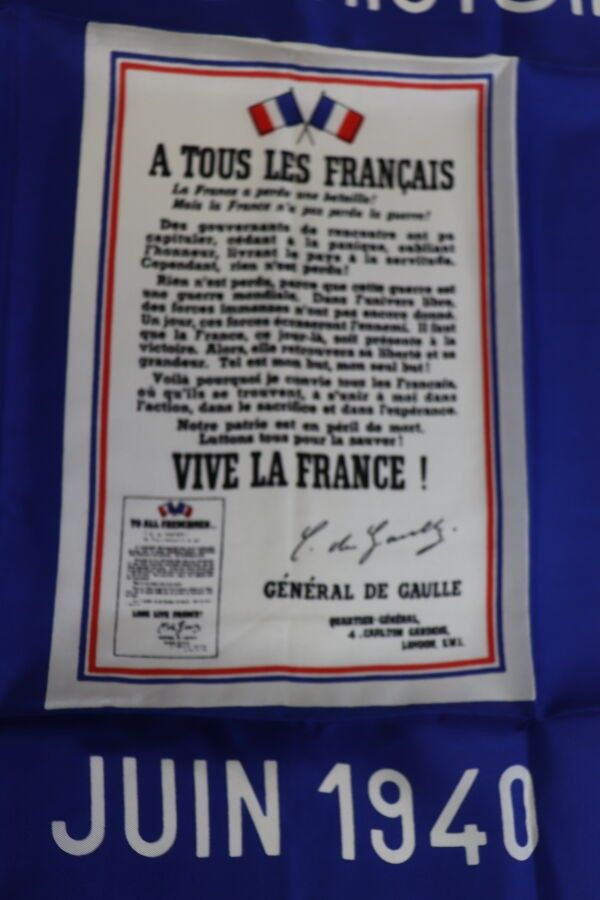 A TOUS LES FRANÇAIS
La France a perdu une bataille!
Mais la France n'a pas perdu la guerre!
Des gouvernants de rencontre ont pu
capituler, cédant à la panique, oubliant
l'honneur, livrant le pays à la servitude.
Cependant, rien n'est perdu!
Rien n'est perdu, parce que cette guerre est
une guerre mondiale. Dans l'univers libre,
des forces immenses n'ont pas encore donné.
Un jour, ces forces écraseront l'ennemi. Il faut
que la France, ce jour-là, soit présente à la
victoire. Alors, elle retrouvera sa liberté et sa
grandeur. Tel est mon but, mon seul but!
Voilà pourquoi je convie tous les Français,
où qu'ils se trouvent, à s'unir à moi dans
l'action, dans le sacrifice et dans l'espérance.
Notre patrie est en péril de mort.
Luttons tous pour la sauver!
VIVE LA FRANCE !
TO ALL FRENCHMEN..
LONG LIVE FRANCE!
C. de Gaulle.
GÉNÉRAL DE GAULLE
QUARTIER-GÉNÉRAL,
4, CARLTON GARDENS,
LONDON, S.W.1.
JUIN 1940